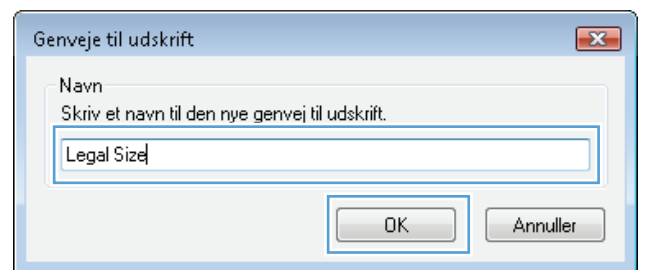 Genveje til udskrift
Navn
Skriv et navn til den nye genvej til udskrift.
Legal Size
OK
Annuller